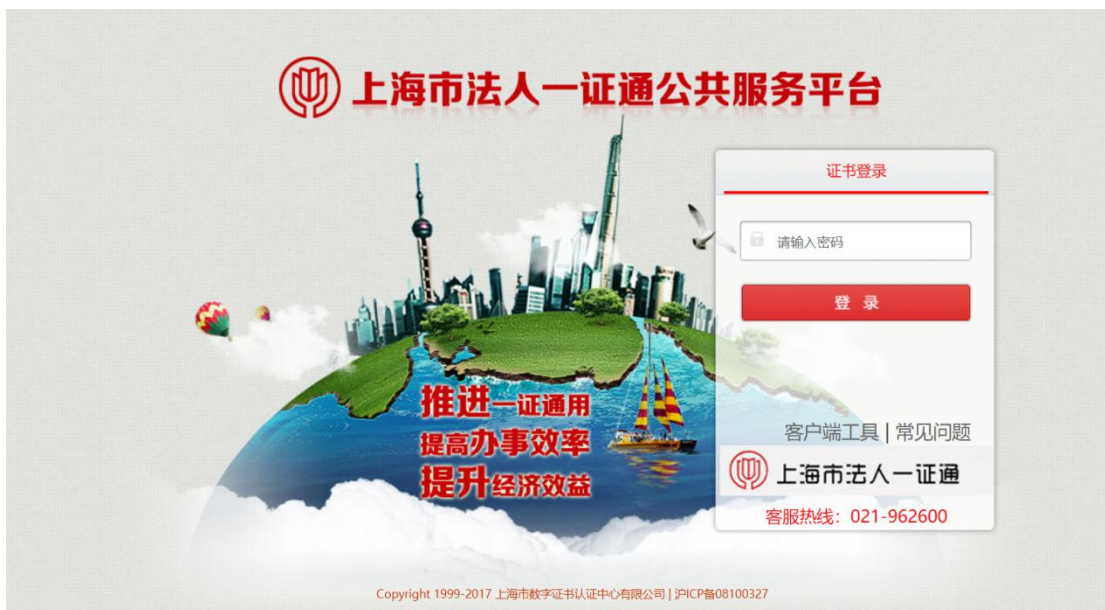 上海市法人一证通公共服务平台
证书登录
请输入密码
登 录
推进一证通用
提高办事效率
提升经济效益
客户端工具 | 常见问题
上海市法人一证通
客服热线：021-962600
Copyright 1999-2017 上海市数字证书认证中心有限公司 | 沪ICP备08100327